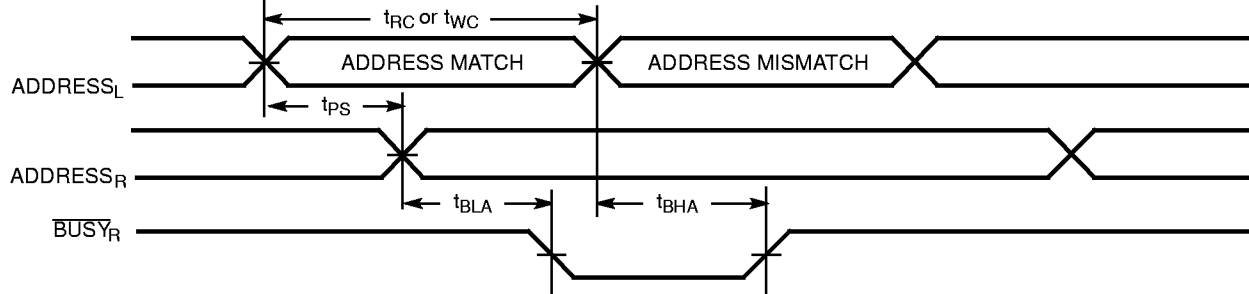 tRC or tWC
ADDRESS MATCH ADDRESS MISMATCH
ADDRESSL
tPS
ADDRESSR
tBLA tBHA
BUSYR